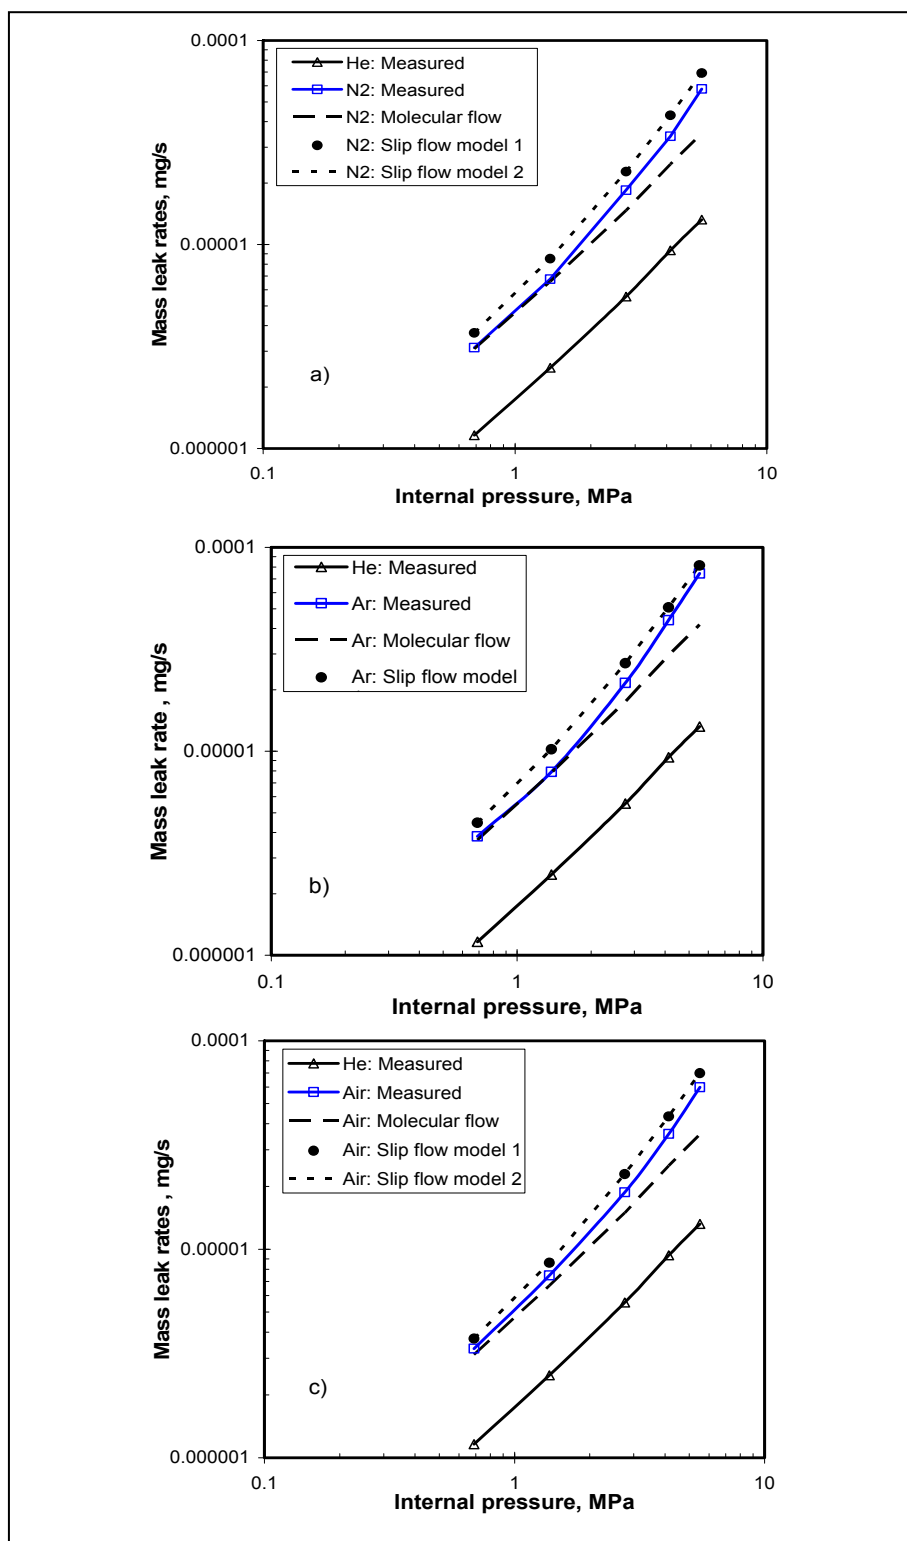 0.0001
He: Measured
N2: Measured
N2: Molecular flow
N2: Slip flow model 1
N2: Slip flow model 2
Mass leak rates, mg/s
0.00001
a)
0.000001
0.1 1 10
Internal pressure, MPa
0.0001
He: Measured
Ar: Measured
Ar: Molecular flow
Ar: Slip flow model
Mass leak rate , mg/s
0.00001
b)
0.000001
0.1 1 10
Internal pressure, MPa
0.0001
He: Measured
Air: Measured
Air: Molecular flow
Air: Slip flow model 1
Air: Slip flow model 2
Mass leak rates , mg/s
0.00001
c)
0.000001
0.1 1 10
Internal pressure, MPa